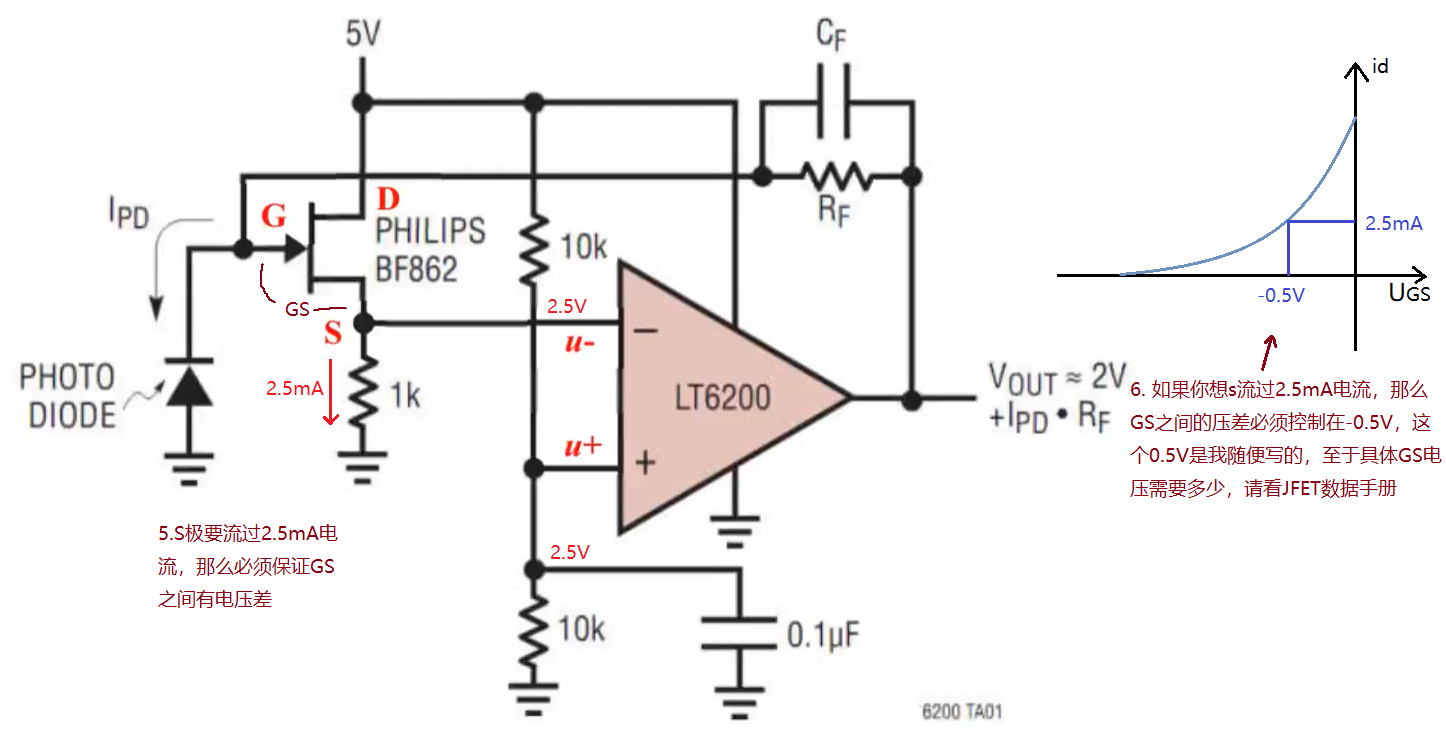 5V
CF
id
RF
IPD
G
D
PHILIPS
BF862
10k
2.5mA
-0.5V
UGS
GS
S
2.5V
u-
PHOTO
DIODE
2.5mA
1k
LT6200
VOUT ≈ 2V
+IPD • RF
u+
6. 如果你想s流过2.5mA电流，那么
GS之间的压差必须控制在-0.5V，这
个0.5V是我随便写的，至于具体GS电
压需要多少，请看JFET数据手册
5.S极要流过2.5mA电
流，那么必须保证GS
之间有电压差
2.5V
10k
0.1µF
6200 TA01